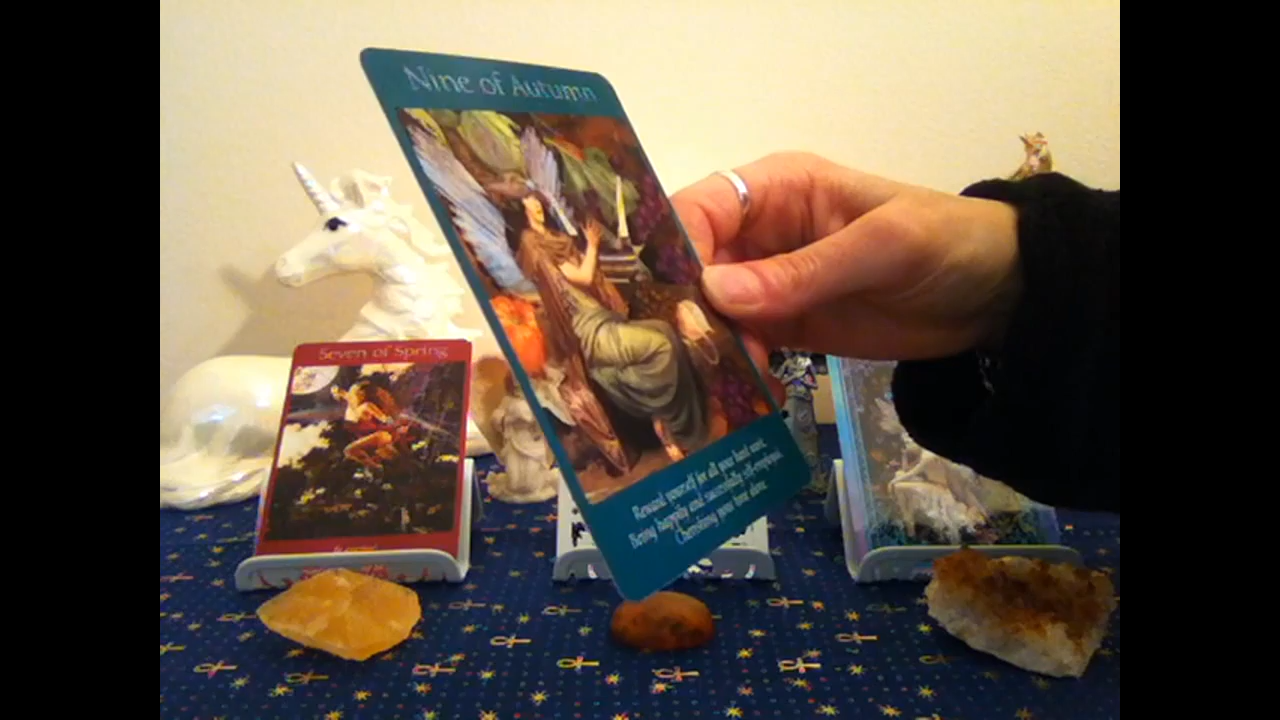 Nine of Autumn
Seven of Spring
Reward yourself for all your hard work.
Being happily and successfully self-employed.
Cherishing your time alone.